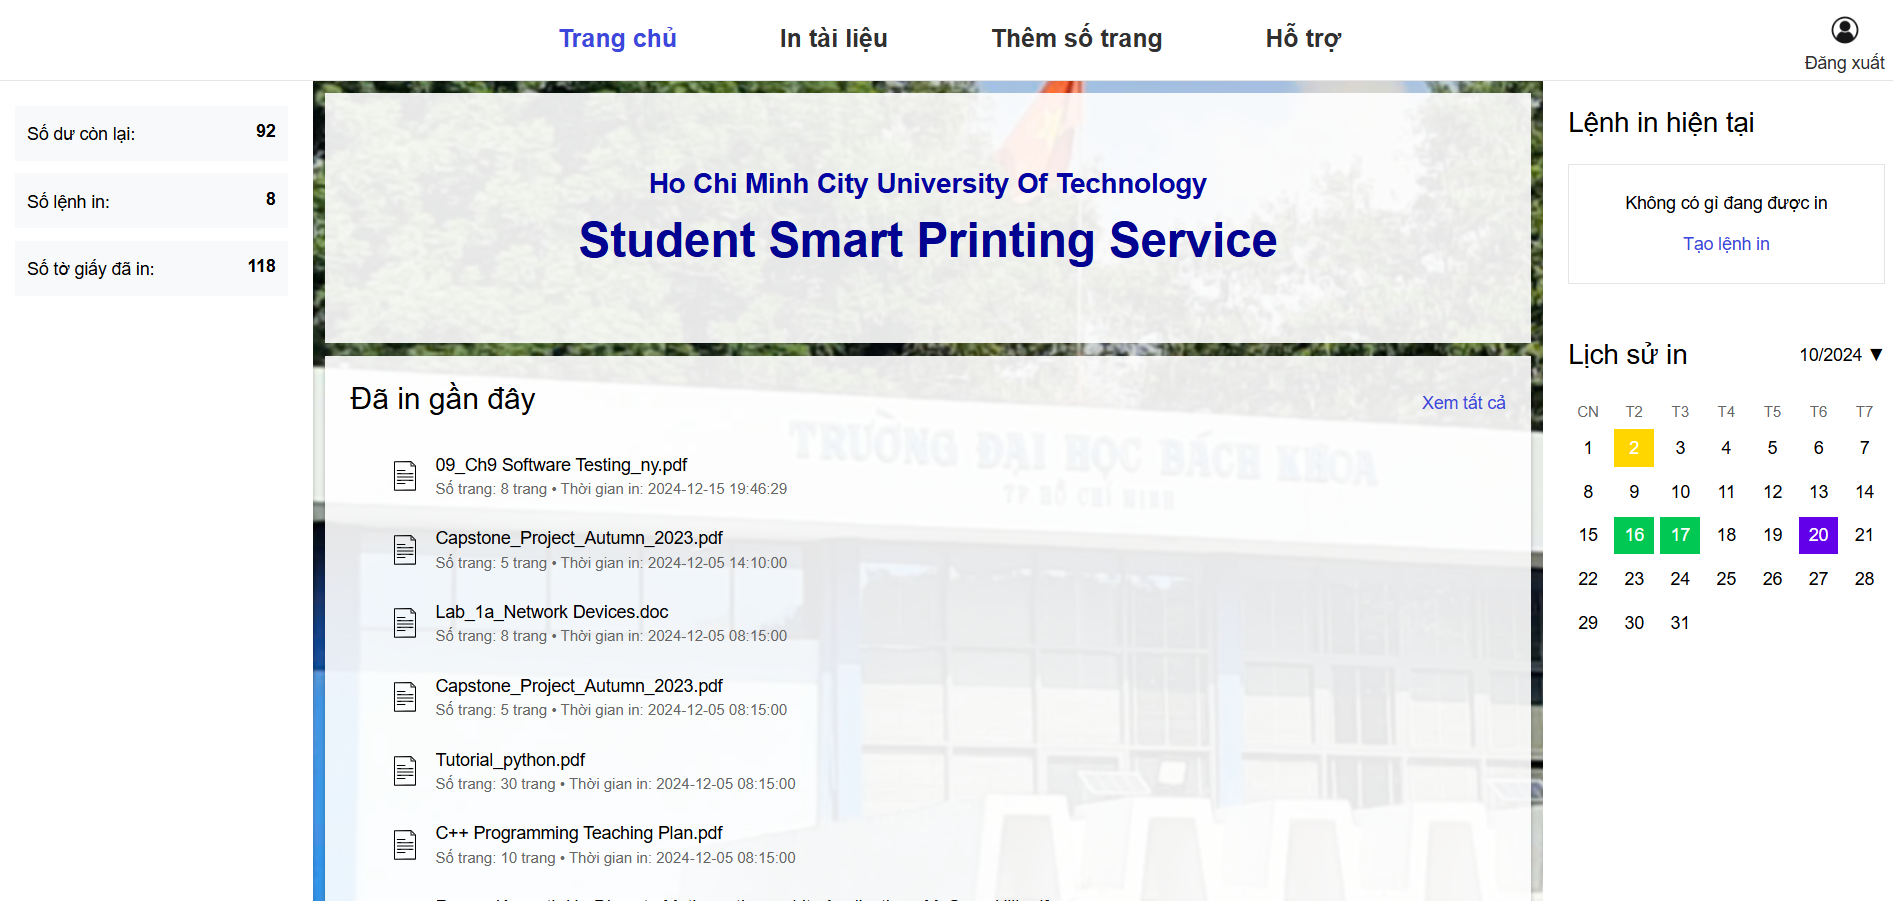 Trang chủ In tài liệu Thêm số trang Hỗ trợ
Đăng xuất
Số dư còn lại: 92
Số lệnh in: 8
Số tờ giấy đã in: 118
Ho Chi Minh City University Of Technology
Student Smart Printing Service
Đã in gần đây
Xem tất cả
TRƯỜNG ĐẠI HỌC BÁCH KHOA
TP HỒ CHÍ MINH
09_Ch9 Software Testing_ny.pdf
Số trang: 8 trang • Thời gian in: 2024-12-15 19:46:29
Capstone_Project_Autumn_2023.pdf
Số trang: 5 trang • Thời gian in: 2024-12-05 14:10:00
Lab_1a_Network Devices.doc
Số trang: 8 trang • Thời gian in: 2024-12-05 08:15:00
Capstone_Project_Autumn_2023.pdf
Số trang: 5 trang • Thời gian in: 2024-12-05 08:15:00
Tutorial_python.pdf
Số trang: 30 trang • Thời gian in: 2024-12-05 08:15:00
C++ Programming Teaching Plan.pdf
Số trang: 10 trang • Thời gian in: 2024-12-05 08:15:00
Lệnh in hiện tại
Không có gì đang được in
Tạo lệnh in
Lịch sử in
10/2024 ▼
CN T2 T3 T4 T5 T6 T7
1 2 3 4 5 6 7
8 9 10 11 12 13 14
15 16 17 18 19 20 21
22 23 24 25 26 27 28
29 30 31